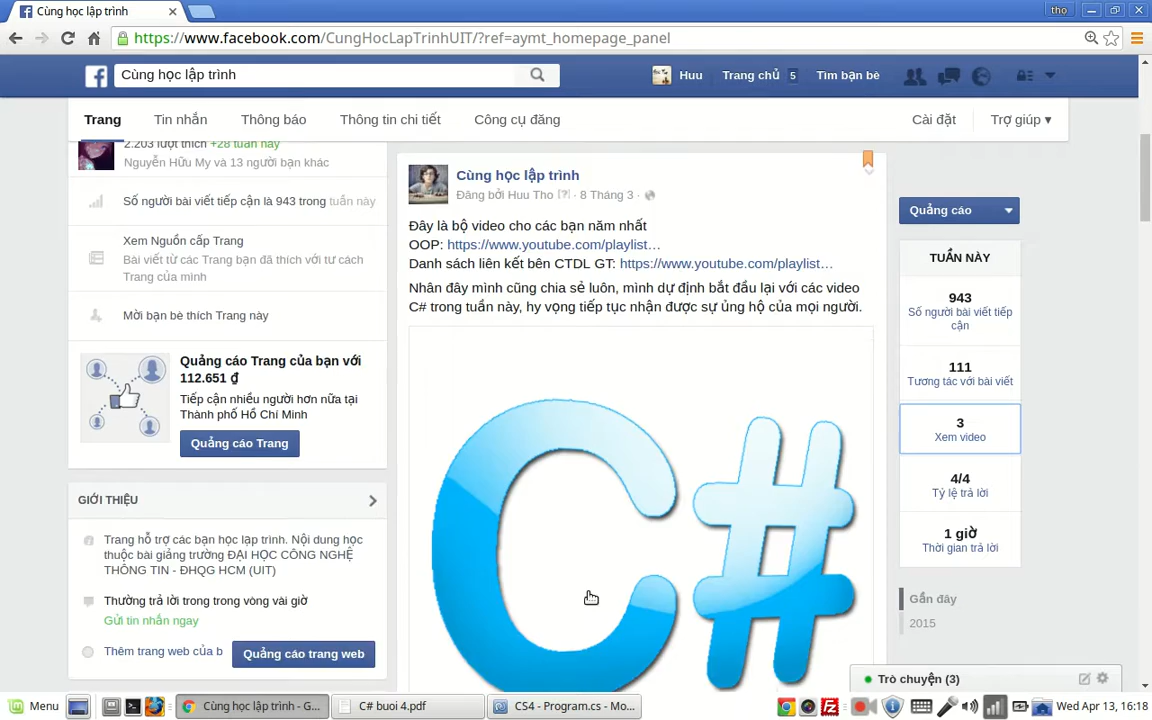 Cùng học lập trình
tho
https://www.facebook.com/CungHocLapTrinhUIT/?ref=aymt_homepage_panel
Cùng học lập trình
Huu
Trang chủ 5
Tìm bạn bè
Trang
Tin nhắn
Thông báo
Thông tin chi tiết
Công cụ đăng
Cài đặt
Trợ giúp
2.203 lượt thích +28 tuần này
Nguyễn Hữu My và 13 người bạn khác
Số người bài viết tiếp cận là 943 trong tuần này
Xem Nguồn cấp Trang
Bài viết từ các Trang bạn đã thích với tư cách
Trang của mình
Mời bạn bè thích Trang này
Quảng cáo Trang của bạn với
112.651 ₫
Tiếp cận nhiều người hơn nữa tại
Thành phố Hồ Chí Minh
Quảng cáo Trang
GIỚI THIỆU
Trang hỗ trợ các bạn học lập trình. Nội dung học
thuộc bài giảng trường ĐẠI HỌC CÔNG NGHỆ
THÔNG TIN - ĐHQG HCM (UIT)
Thường trả lời trong trong vòng vài giờ
Gửi tin nhắn ngay
Thêm trang web của b
Quảng cáo trang web
Cùng học lập trình
Đăng bởi Huu Tho [?] · 8 Tháng 3 ·
Đây là bộ video cho các bạn năm nhất
OOP: https://www.youtube.com/playlist…
Danh sách liên kết bên CTDL GT: https://www.youtube.com/playlist…
Nhân đây mình cũng chia sẻ luôn, mình dự định bắt đầu lại với các video
C# trong tuần này, hy vọng tiếp tục nhận được sự ủng hộ của mọi người.
C#
Quảng cáo
TUẦN NÀY
943
Số người bài viết tiếp
cận
111
Tương tác với bài viết
3
Xem video
4/4
Tỷ lệ trả lời
1 giờ
Thời gian trả lời
Gần đây
2015
Trò chuyện (3)
Menu
Cùng học lập trình - G...
C# buoi 4.pdf
CS4 - Program.cs - Mo...
Wed Apr 13, 16:18